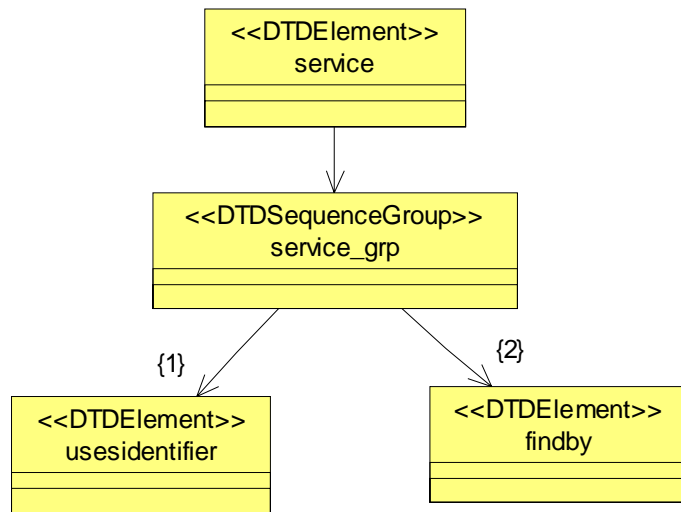 <<DTDElement>>
service
<<DTDSequenceGroup>>
service_grp
{1}
{2}
<<DTDElement>>
usesidentifier
<<DTDElement>>
findby